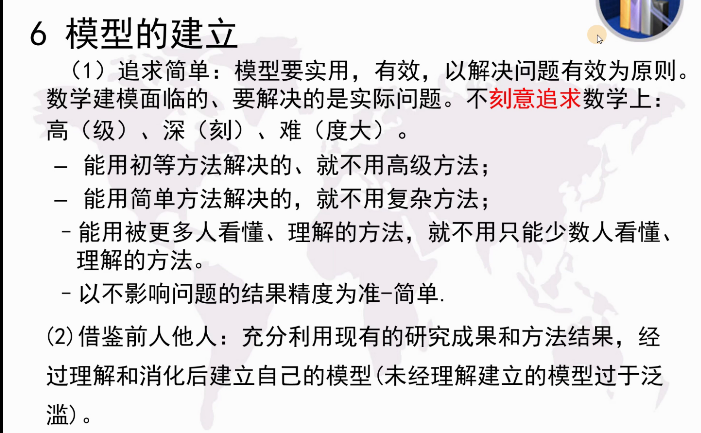 6 模型的建立
（1）追求简单：模型要实用，有效，以解决问题有效为原则。
数学建模面临的、要解决的是实际问题。不刻意追求数学上：
高（级）、深（刻）、难（度大）。
– 能用初等方法解决的、就不用高级方法；
– 能用简单方法解决的，就不用复杂方法；
–能用被更多人看懂、理解的方法，就不用只能少数人看懂、
理解的方法。
–以不影响问题的结果精度为准–简单.
(2)借鉴前人他人：充分利用现有的研究成果和方法结果，经
过理解和消化后建立自己的模型(未经理解建立的模型过于泛
滥)。